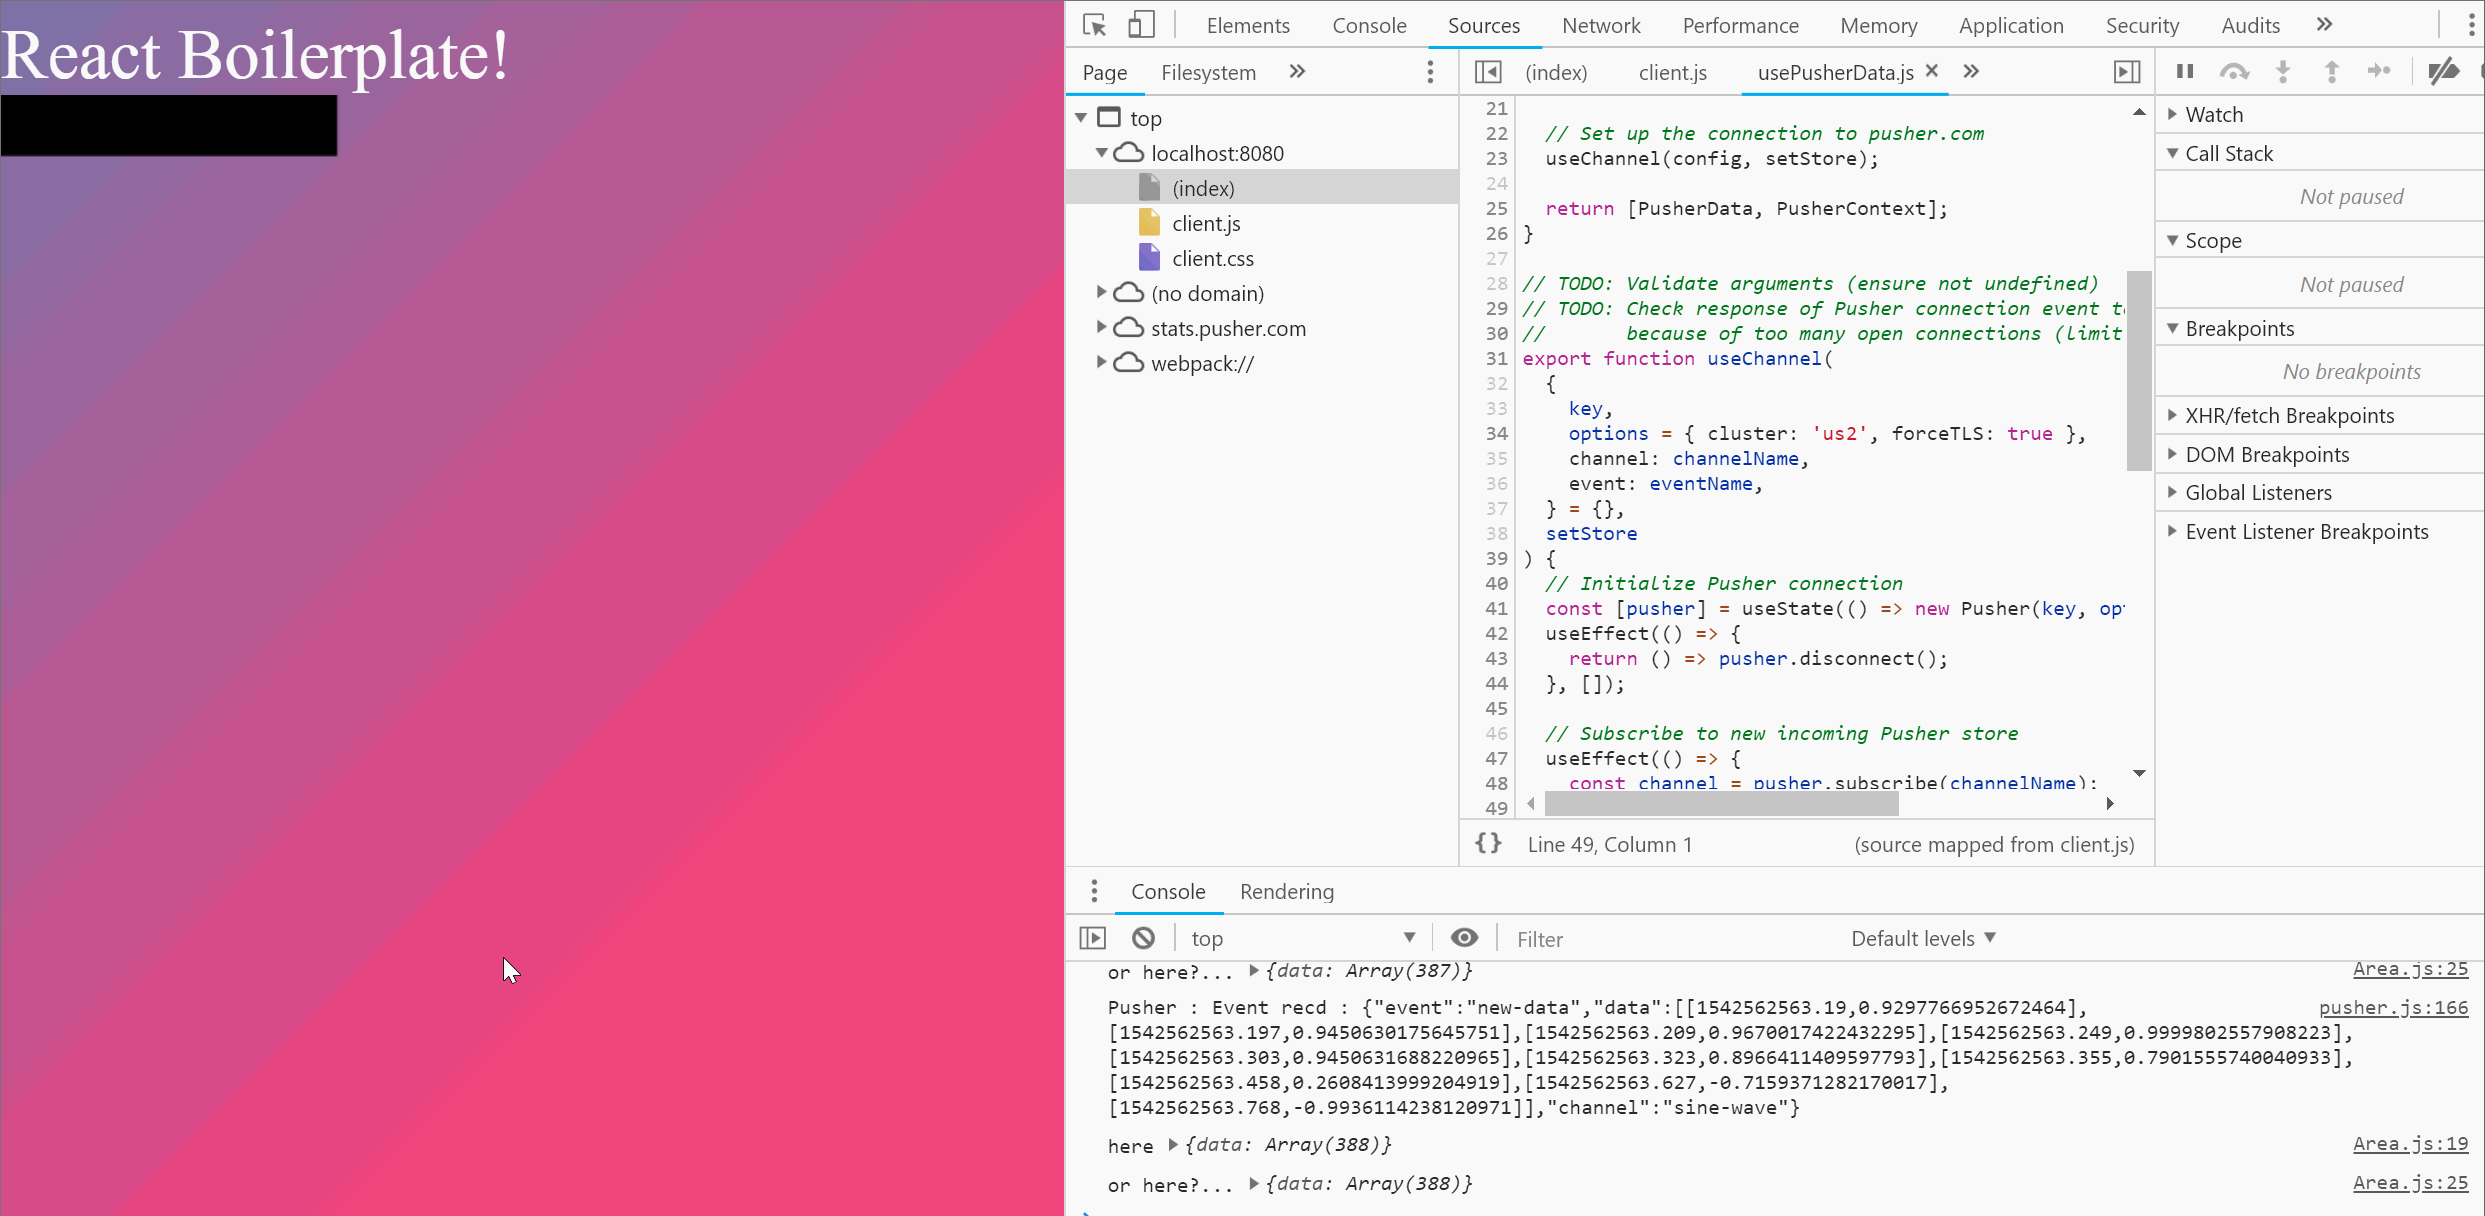 React Boilerplate!
Elements Console Sources Network Performance Memory Application Security Audits
Page Filesystem
top
localhost:8080
(index)
client.js
client.css
(no domain)
stats.pusher.com
webpack://
(index) client.js usePusherData.js
21
22 // Set up the connection to pusher.com
23 useChannel(config, setStore);
24
25 return [PusherData, PusherContext];
26 }
27
28 // TODO: Validate arguments (ensure not undefined)
29 // TODO: Check response of Pusher connection event
30 // because of too many open connections (limit
31 export function useChannel(
32 {
33 key,
34 options = { cluster: 'us2', forceTLS: true },
35 channel: channelName,
36 event: eventName,
37 } = {},
38 setStore
39 ) {
40 // Initialize Pusher connection
41 const [pusher] = useState(() => new Pusher(key, op
42 useEffect(() => {
43 return () => pusher.disconnect();
44 }, []);
45
46 // Subscribe to new incoming Pusher store
47 useEffect(() => {
48 const channel = pusher.subscribe(channelName);
49
{} Line 49, Column 1 (source mapped from client.js)
Watch
Call Stack
Not paused
Scope
Not paused
Breakpoints
No breakpoints
XHR/fetch Breakpoints
DOM Breakpoints
Global Listeners
Event Listener Breakpoints
Console Rendering
top Filter Default levels
or here?... {data: Array(387)} Area.js:25
Pusher : Event recd : {"event":"new-data","data":[[1542562563.19,0.9297766952672464], pusher.js:166
[1542562563.197,0.9450630175645751],[1542562563.209,0.9670017422432295],[1542562563.249,0.9999802557908223],
[1542562563.303,0.9450631688220965],[1542562563.323,0.8966411409597793],[1542562563.355,0.7901555740040933],
[1542562563.458,0.2608413999204919],[1542562563.627,-0.7159371282170017],
[1542562563.768,-0.9936114238120971]],"channel":"sine-wave"}
here {data: Array(388)} Area.js:19
or here?... {data: Array(388)} Area.js:25